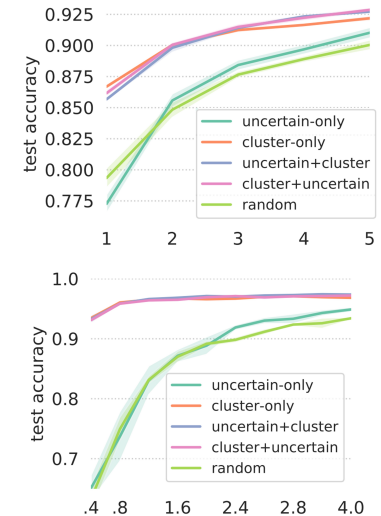 0.925
0.900
0.875
0.850
0.825
0.800
0.775
test accuracy
uncertain-only
cluster-only
uncertain+cluster
cluster+uncertain
random
1 2 3 4 5
1.0
0.9
0.8
0.7
test accuracy
uncertain-only
cluster-only
uncertain+cluster
cluster+uncertain
random
.4 .8 1.6 2.4 2.8 4.0